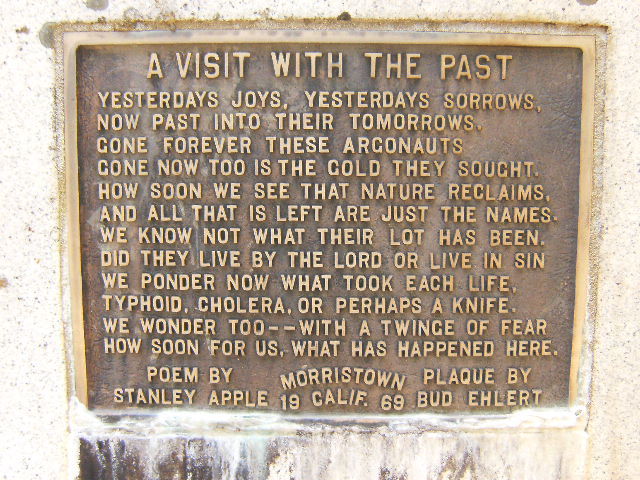 A VISIT WITH THE PAST
YESTERDAYS JOYS, YESTERDAYS SORROWS,
NOW PAST INTO THEIR TOMORROWS.
GONE FOREVER THESE ARGONAUTS
GONE NOW TOO IS THE GOLD THEY SOUGHT.
HOW SOON WE SEE THAT NATURE RECLAIMS,
AND ALL THAT IS LEFT ARE JUST THE NAMES.
WE KNOW NOT WHAT THEIR LOT HAS BEEN.
DID THEY LIVE BY THE LORD OR LIVE IN SIN
WE PONDER NOW WHAT TOOK EACH LIFE,
TYPHOID, CHOLERA, OR PERHAPS A KNIFE.
WE WONDER TOO--WITH A TWINGE OF FEAR
HOW SOON FOR US, WHAT HAS HAPPENED HERE.
POEM BY MORRISTOWN PLAQUE BY
STANLEY APPLE 19 CALIF. 69 BUD EHLERT